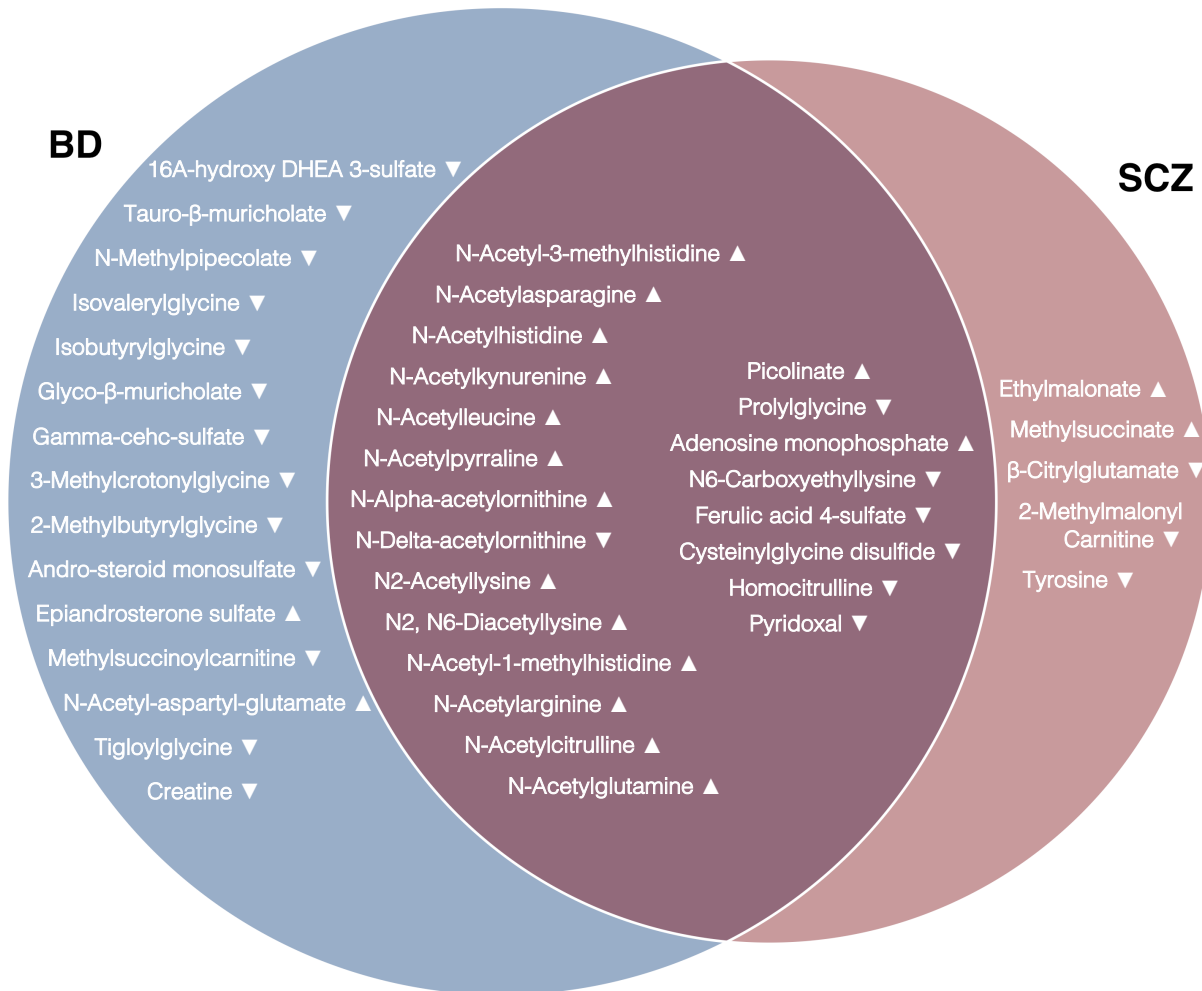 BD
16A-hydroxy DHEA 3-sulfate ▼
Tauro-β-muricholate ▼
N-Methylpipecolate ▼
Isovalerylglycine ▼
Isobutyrylglycine ▼
Glyco-β-muricholate ▼
Gamma-cehc-sulfate ▼
3-Methylcrotonylglycine ▼
2-Methylbutyrylglycine ▼
Andro-steroid monosulfate ▼
Epiandrosterone sulfate ▲
Methylsuccinoylcarnitine ▼
N-Acetyl-aspartyl-glutamate ▲
Tigloylglycine ▼
Creatine ▼
N-Acetyl-3-methylhistidine ▲
N-Acetylasparagine ▲
N-Acetylhistidine ▲
N-Acetylkynurenine ▲
N-Acetylleucine ▲
N-Acetylpyrraline ▲
N-Alpha-acetylornithine ▲
N-Delta-acetylornithine ▼
N2-Acetyllysine ▲
N2, N6-Diacetyllysine ▲
N-Acetyl-1-methylhistidine ▲
N-Acetylarginine ▲
N-Acetylcitrulline ▲
N-Acetylglutamine ▲
Picolinate ▲
Prolylglycine ▼
Adenosine monophosphate ▲
N6-Carboxyethyllysine ▼
Ferulic acid 4-sulfate ▼
Cysteinylglycine disulfide ▼
Homocitrulline ▼
Pyridoxal ▼
SCZ
Ethylmalonate ▲
Methylsuccinate ▲
β-Citrylglutamate ▼
2-Methylmalonyl
Carnitine ▼
Tyrosine ▼